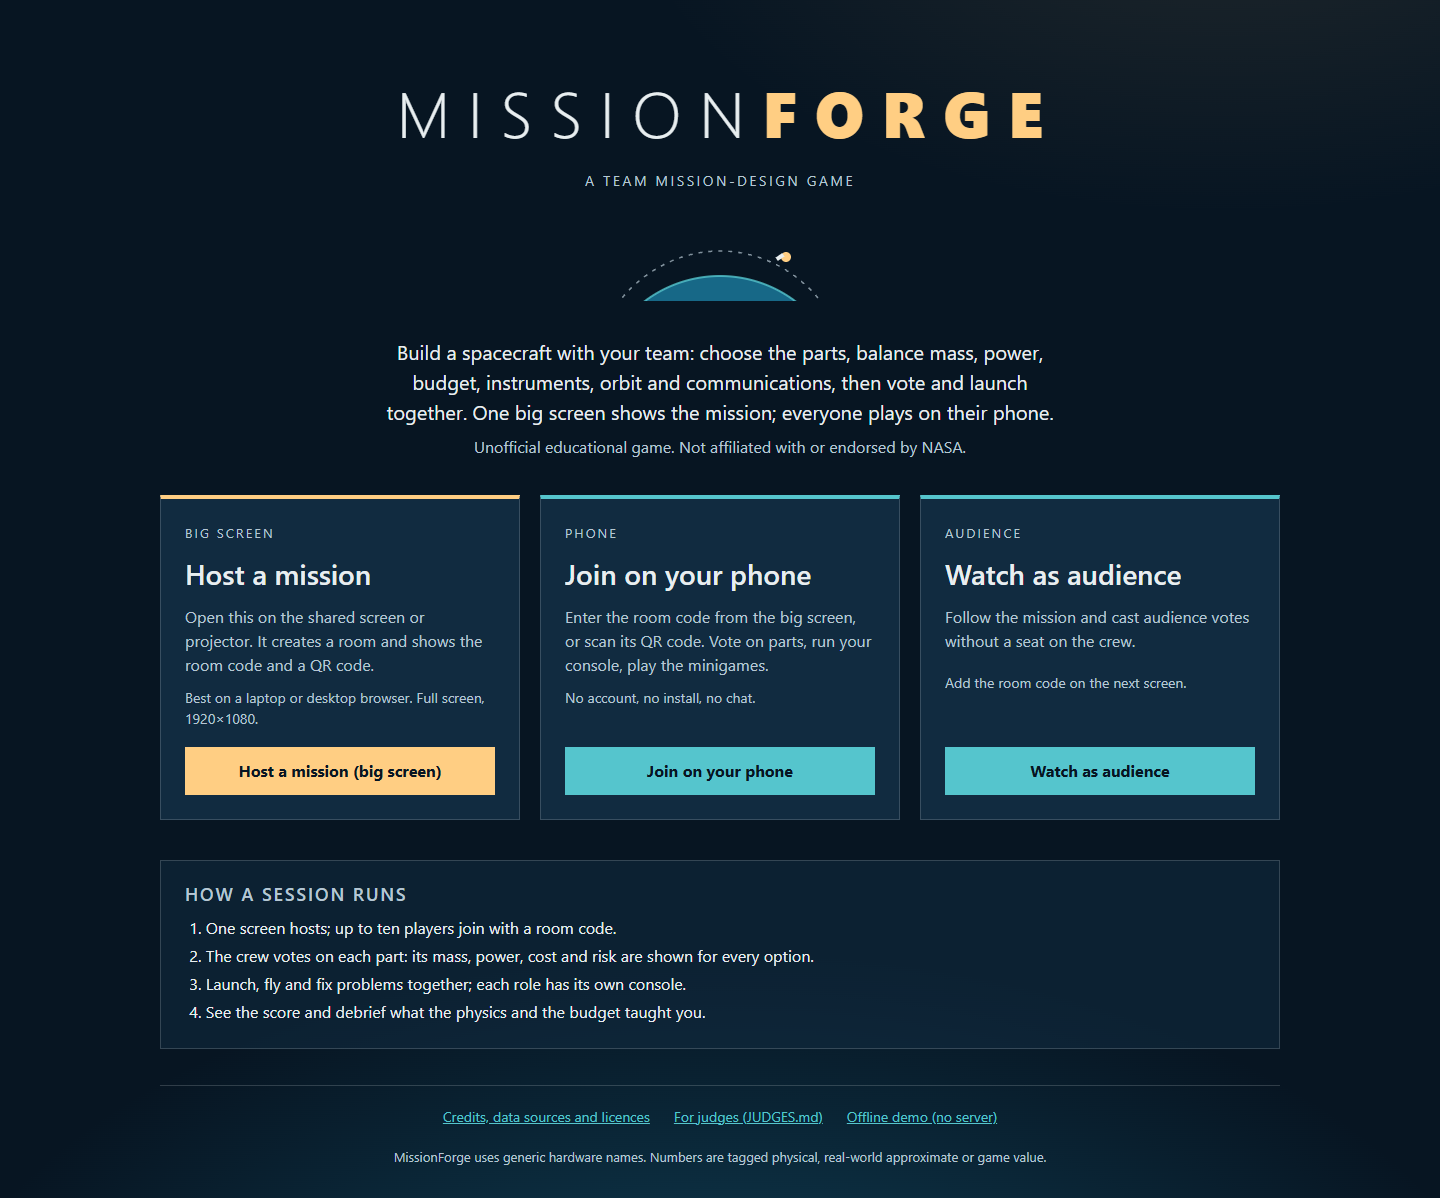 MISSIONFORGE
A TEAM MISSION-DESIGN GAME
Build a spacecraft with your team: choose the parts, balance mass, power,
budget, instruments, orbit and communications, then vote and launch
together. One big screen shows the mission; everyone plays on their phone.
Unofficial educational game. Not affiliated with or endorsed by NASA.
BIG SCREEN
Host a mission
Open this on the shared screen or
projector. It creates a room and shows the
room code and a QR code.
Best on a laptop or desktop browser. Full screen,
1920×1080.
Host a mission (big screen)
PHONE
Join on your phone
Enter the room code from the big screen,
or scan its QR code. Vote on parts, run your
console, play the minigames.
No account, no install, no chat.
Join on your phone
AUDIENCE
Watch as audience
Follow the mission and cast audience votes
without a seat on the crew.
Add the room code on the next screen.
Watch as audience
HOW A SESSION RUNS
1. One screen hosts; up to ten players join with a room code.
2. The crew votes on each part: its mass, power, cost and risk are shown for every option.
3. Launch, fly and fix problems together; each role has its own console.
4. See the score and debrief what the physics and the budget taught you.
Credits, data sources and licences
For judges (JUDGES.md)
Offline demo (no server)
MissionForge uses generic hardware names. Numbers are tagged physical, real-world approximate or game value.